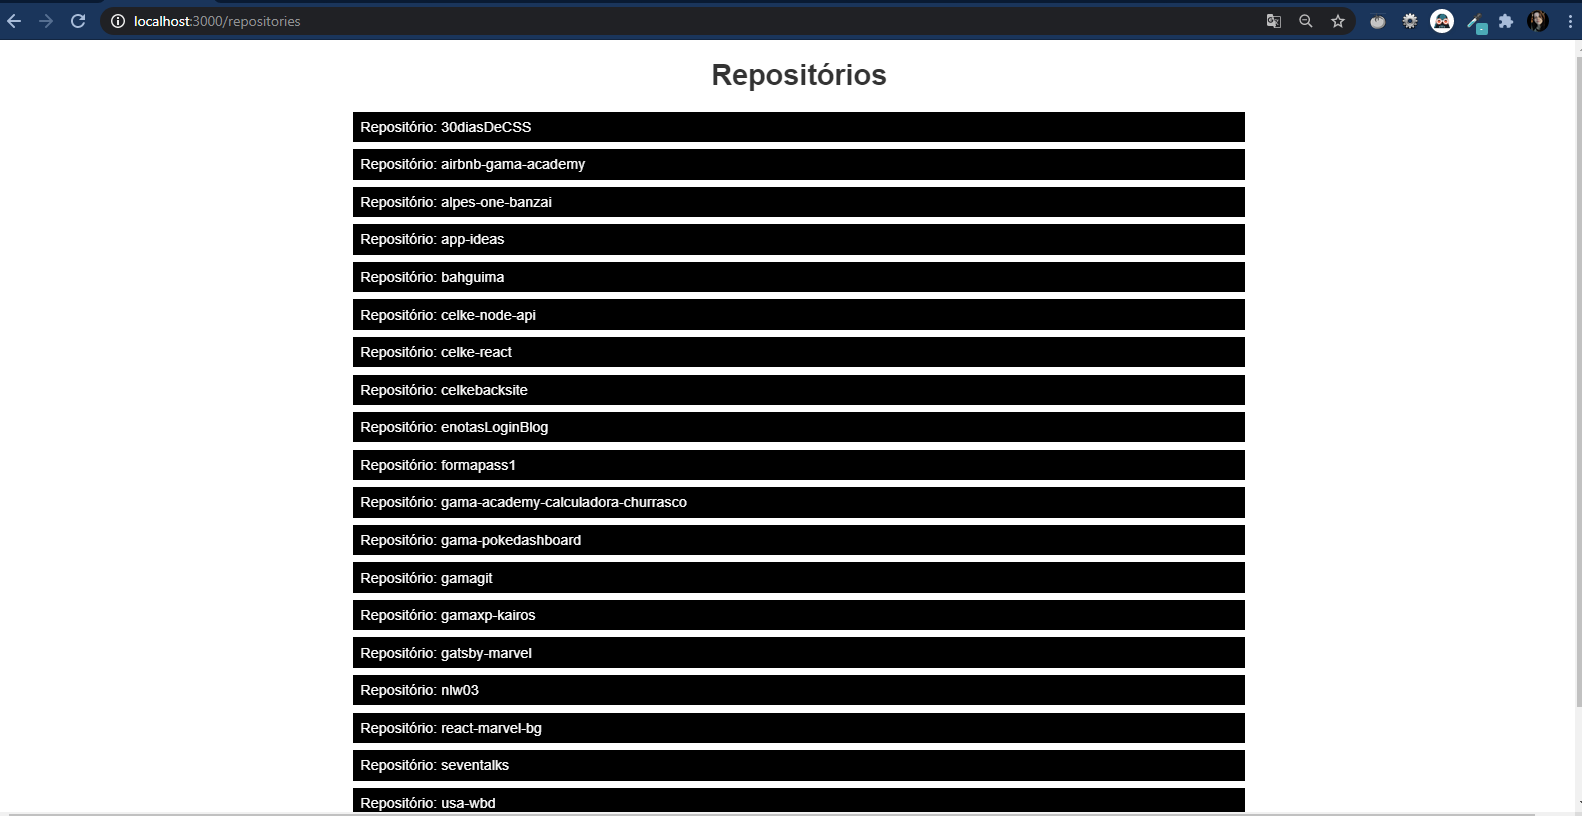 localhost:3000/repositories
Repositórios
Repositório: 30diasDeCSS
Repositório: airbnb-gama-academy
Repositório: alpes-one-banzai
Repositório: app-ideas
Repositório: bahguima
Repositório: celke-node-api
Repositório: celke-react
Repositório: celkebacksite
Repositório: enotasLoginBlog
Repositório: formapass1
Repositório: gama-academy-calculadora-churrasco
Repositório: gama-pokedashboard
Repositório: gamagit
Repositório: gamaxp-kairos
Repositório: gatsby-marvel
Repositório: nlw03
Repositório: react-marvel-bg
Repositório: seventalks
Repositório: usa-wbd